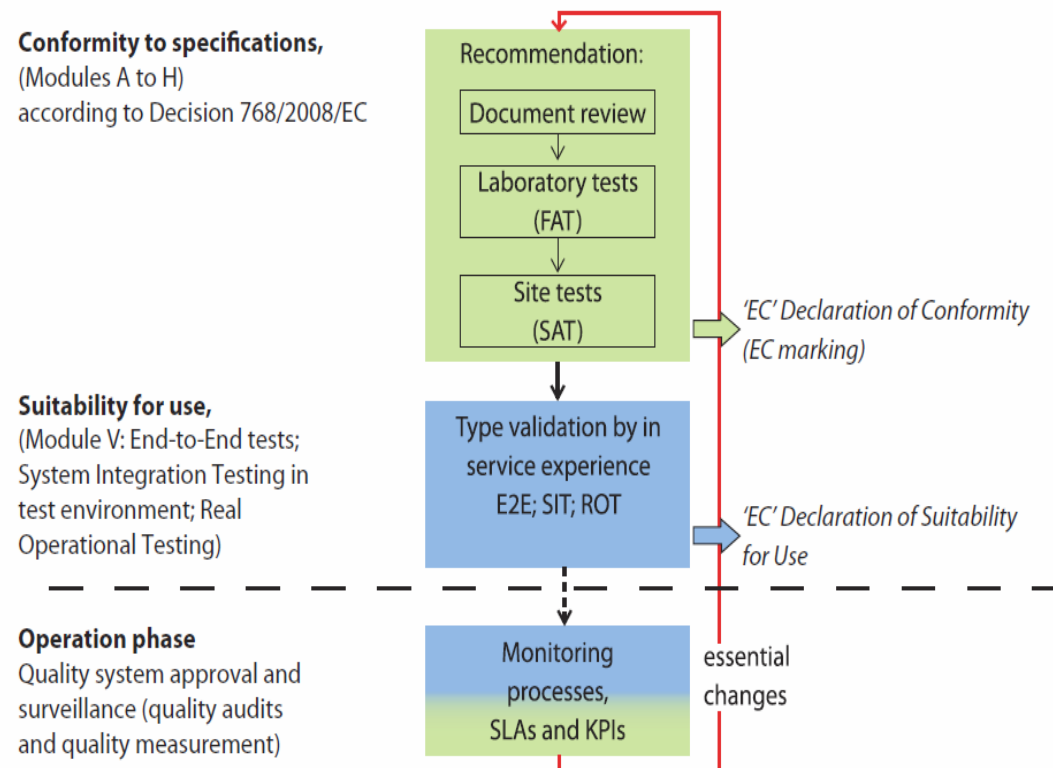 Conformity to specifications,
(Modules A to H)
according to Decision 768/2008/EC
Recommendation:
Document review
Laboratory tests
(FAT)
Site tests
(SAT)
'EC' Declaration of Conformity
(EC marking)
Suitability for use,
(Module V: End-to-End tests;
System Integration Testing in
test environment; Real
Operational Testing)
Type validation by in
service experience
E2E; SIT; ROT
'EC' Declaration of Suitability
for Use
Operation phase
Quality system approval and
surveillance (quality audits
and quality measurement)
Monitoring
processes,
SLAs and KPIs
essential
changes